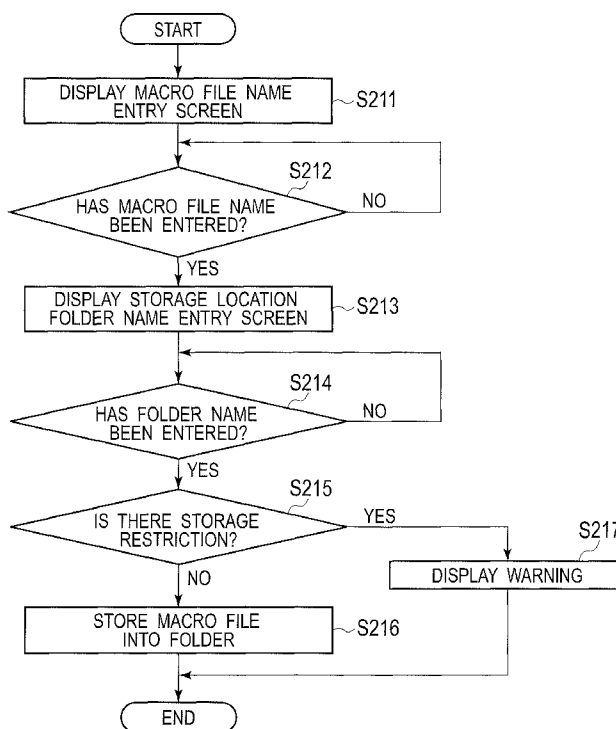 START
DISPLAY MACRO FILE NAME
ENTRY SCREEN
S211
S212
HAS MACRO FILE NAME
BEEN ENTERED?
NO
YES
DISPLAY STORAGE LOCATION
FOLDER NAME ENTRY SCREEN
S213
S214
HAS FOLDER NAME
BEEN ENTERED?
NO
YES
S215
IS THERE STORAGE
RESTRICTION?
YES
S217
DISPLAY WARNING
NO
STORE MACRO FILE
INTO FOLDER
S216
END